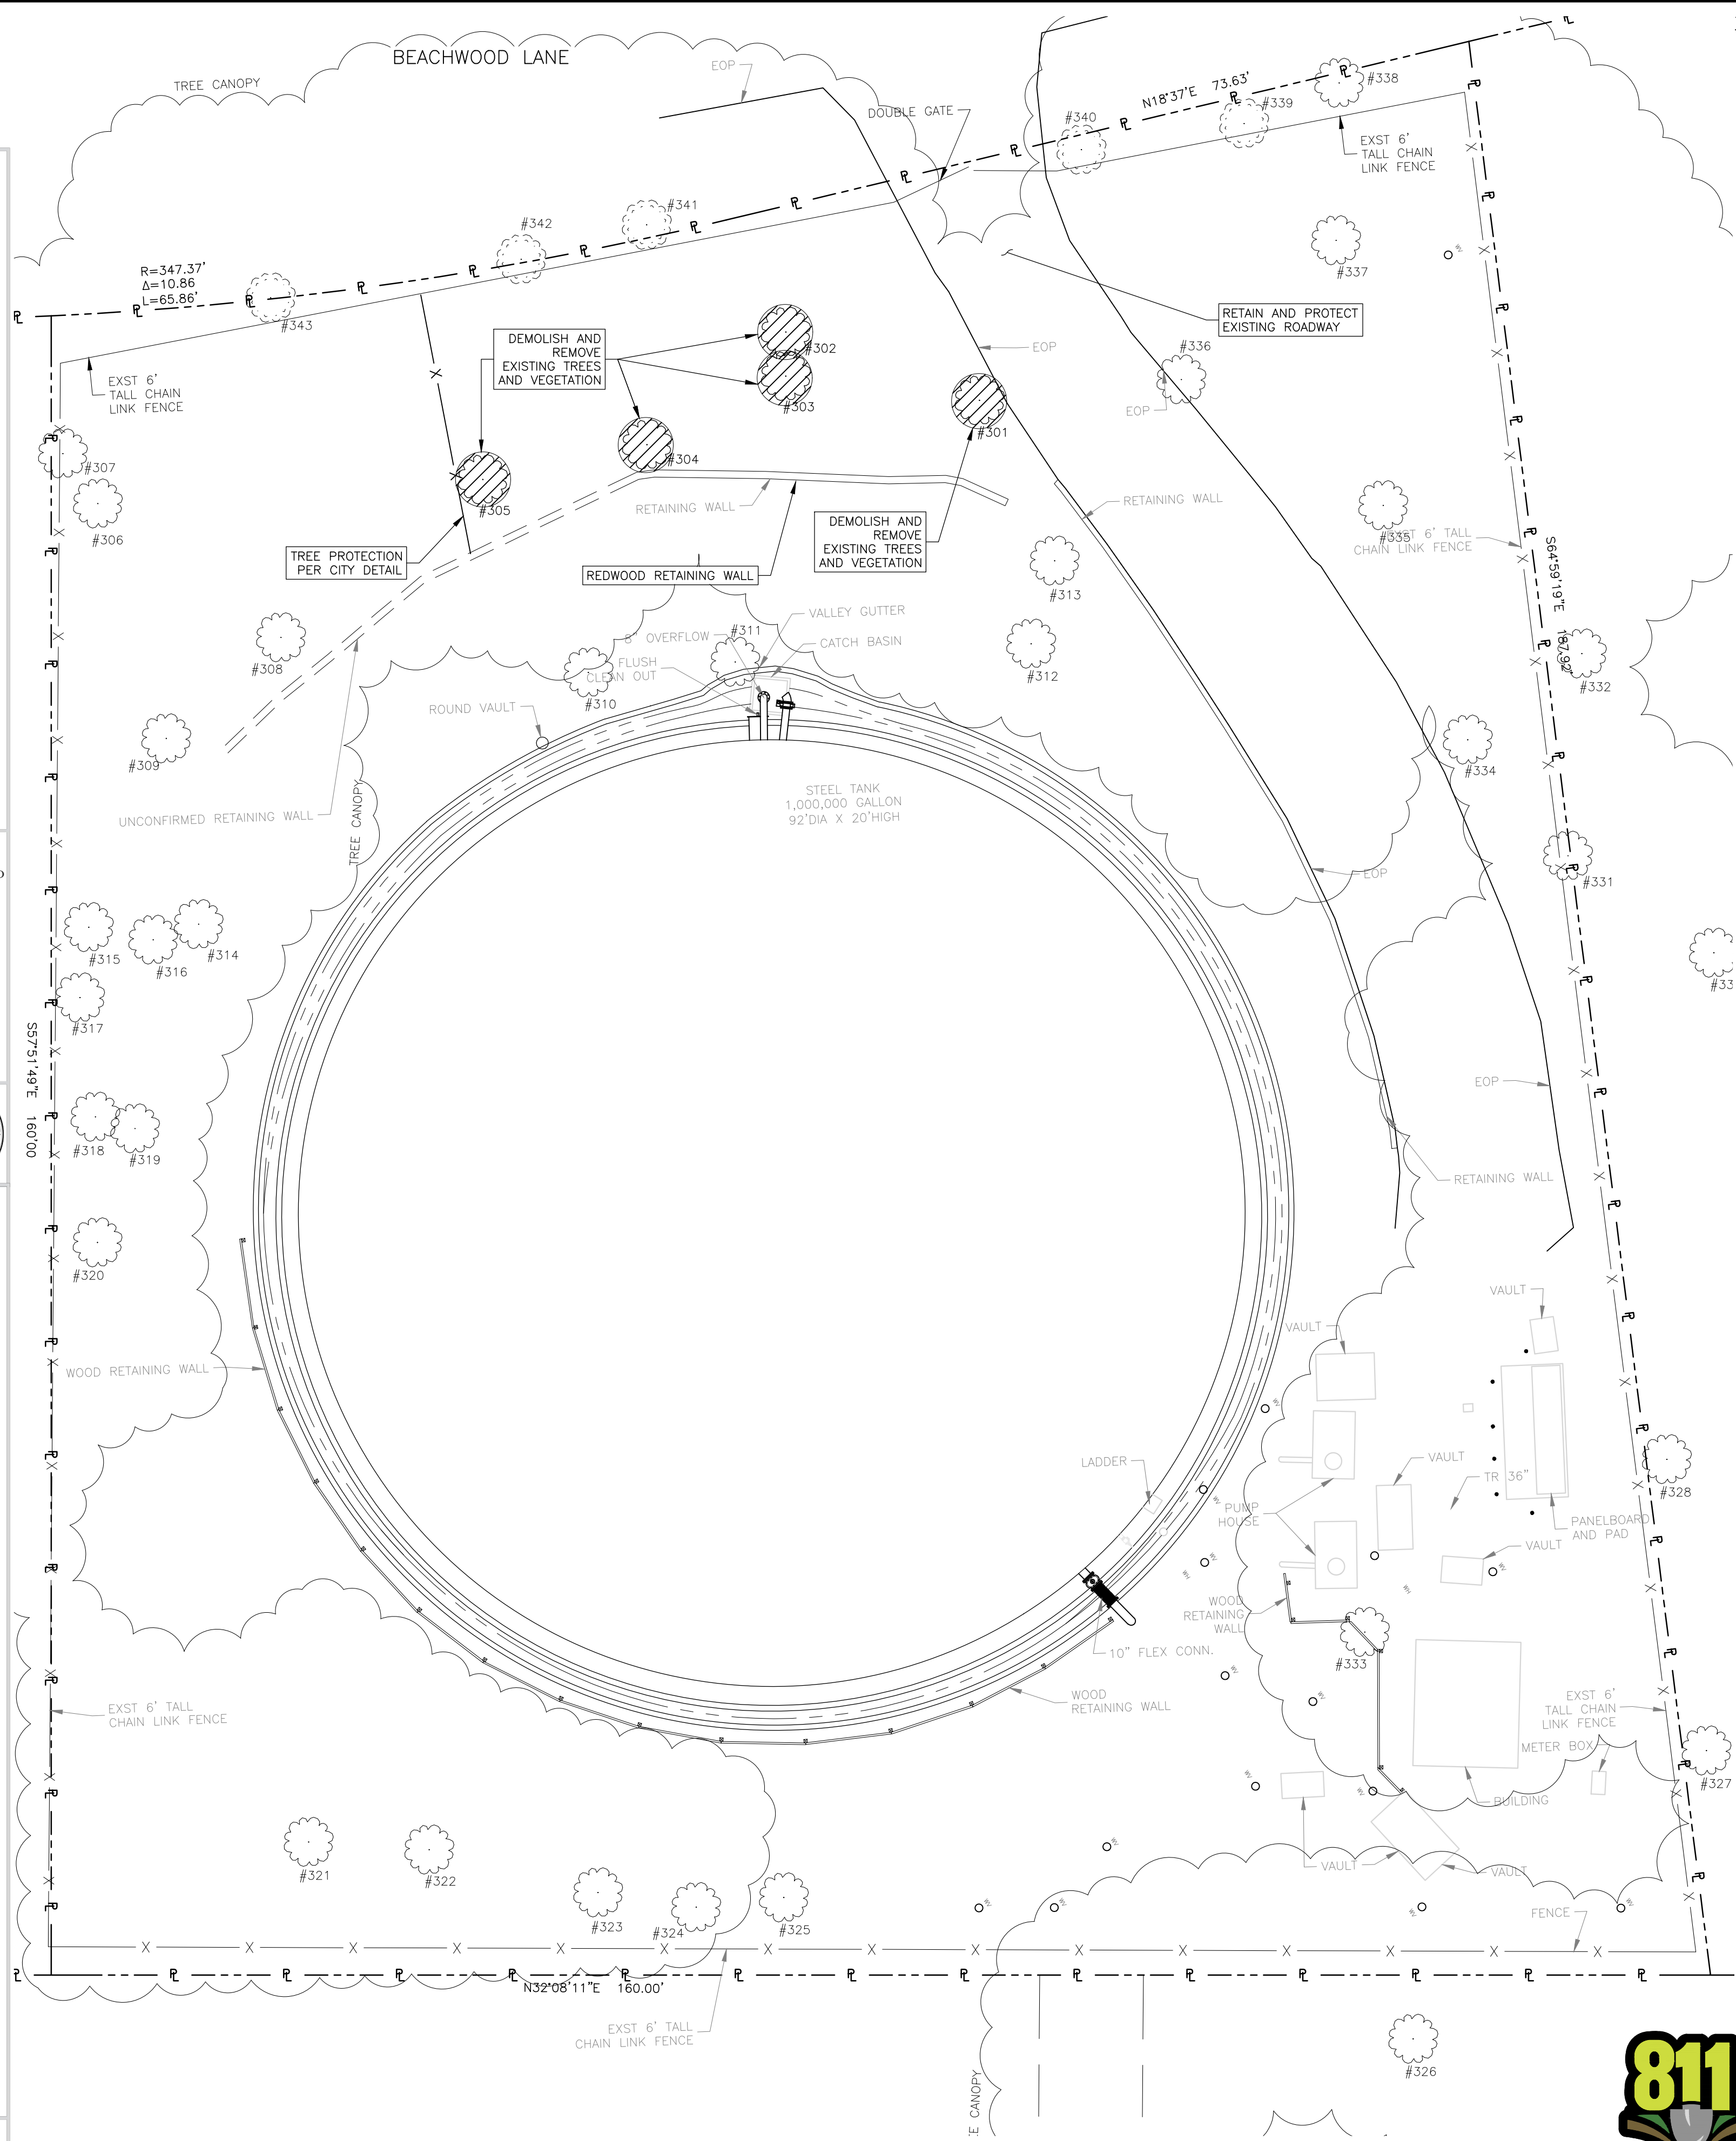 BEACHWOOD LANE
TREE CANOPY
EOP
DOUBLE GATE
N18°37'E 73.63'
#338
#339
#340
EXST 6'
TALL CHAIN
LINK FENCE
#341
#342
R=347.37'
Δ=10.86
L=65.86'
#343
#337
RETAIN AND PROTECT
EXISTING ROADWAY
DEMOLISH AND
REMOVE
EXISTING TREES
AND VEGETATION
#302
#303
EOP
#336
EOP
EXST 6'
TALL CHAIN
LINK FENCE
#301
#307
#304
#305
#306
RETAINING WALL
RETAINING WALL
DEMOLISH AND
REMOVE
EXISTING TREES
AND VEGETATION
#335
EXST 6' TALL
CHAIN LINK FENCE
S64°59'19"E 187.92'
TREE PROTECTION
PER CITY DETAIL
REDWOOD RETAINING WALL
#313
VALLEY GUTTER
8" OVERFLOW
#311
CATCH BASIN
FLUSH
CLEAN OUT
#308
#310
#312
#332
ROUND VAULT
#309
#334
UNCONFIRMED RETAINING WALL
TREE CANOPY
STEEL TANK
1,000,000 GALLON
92'DIA X 20'HIGH
EOP
#331
#315
#316
#314
#33
#317
S57°51'49"E 160'00
EOP
#318
#319
RETAINING WALL
#320
VAULT
VAULT
WOOD RETAINING WALL
LADDER
VAULT
TR 36"
#328
PUMP
HOUSE
PANELBOARD
AND PAD
VAULT
WOOD
RETAINING
WALL
10" FLEX CONN.
#333
WOOD
RETAINING WALL
EXST 6' TALL
CHAIN LINK FENCE
EXST 6'
TALL CHAIN
LINK FENCE
METER BOX
#327
BUILDING
#321
#322
VAULT
VAULT
#323
#324
#325
FENCE
N32°08'11"E 160.00'
EXST 6' TALL
CHAIN LINK FENCE
#326
CANOPY
811